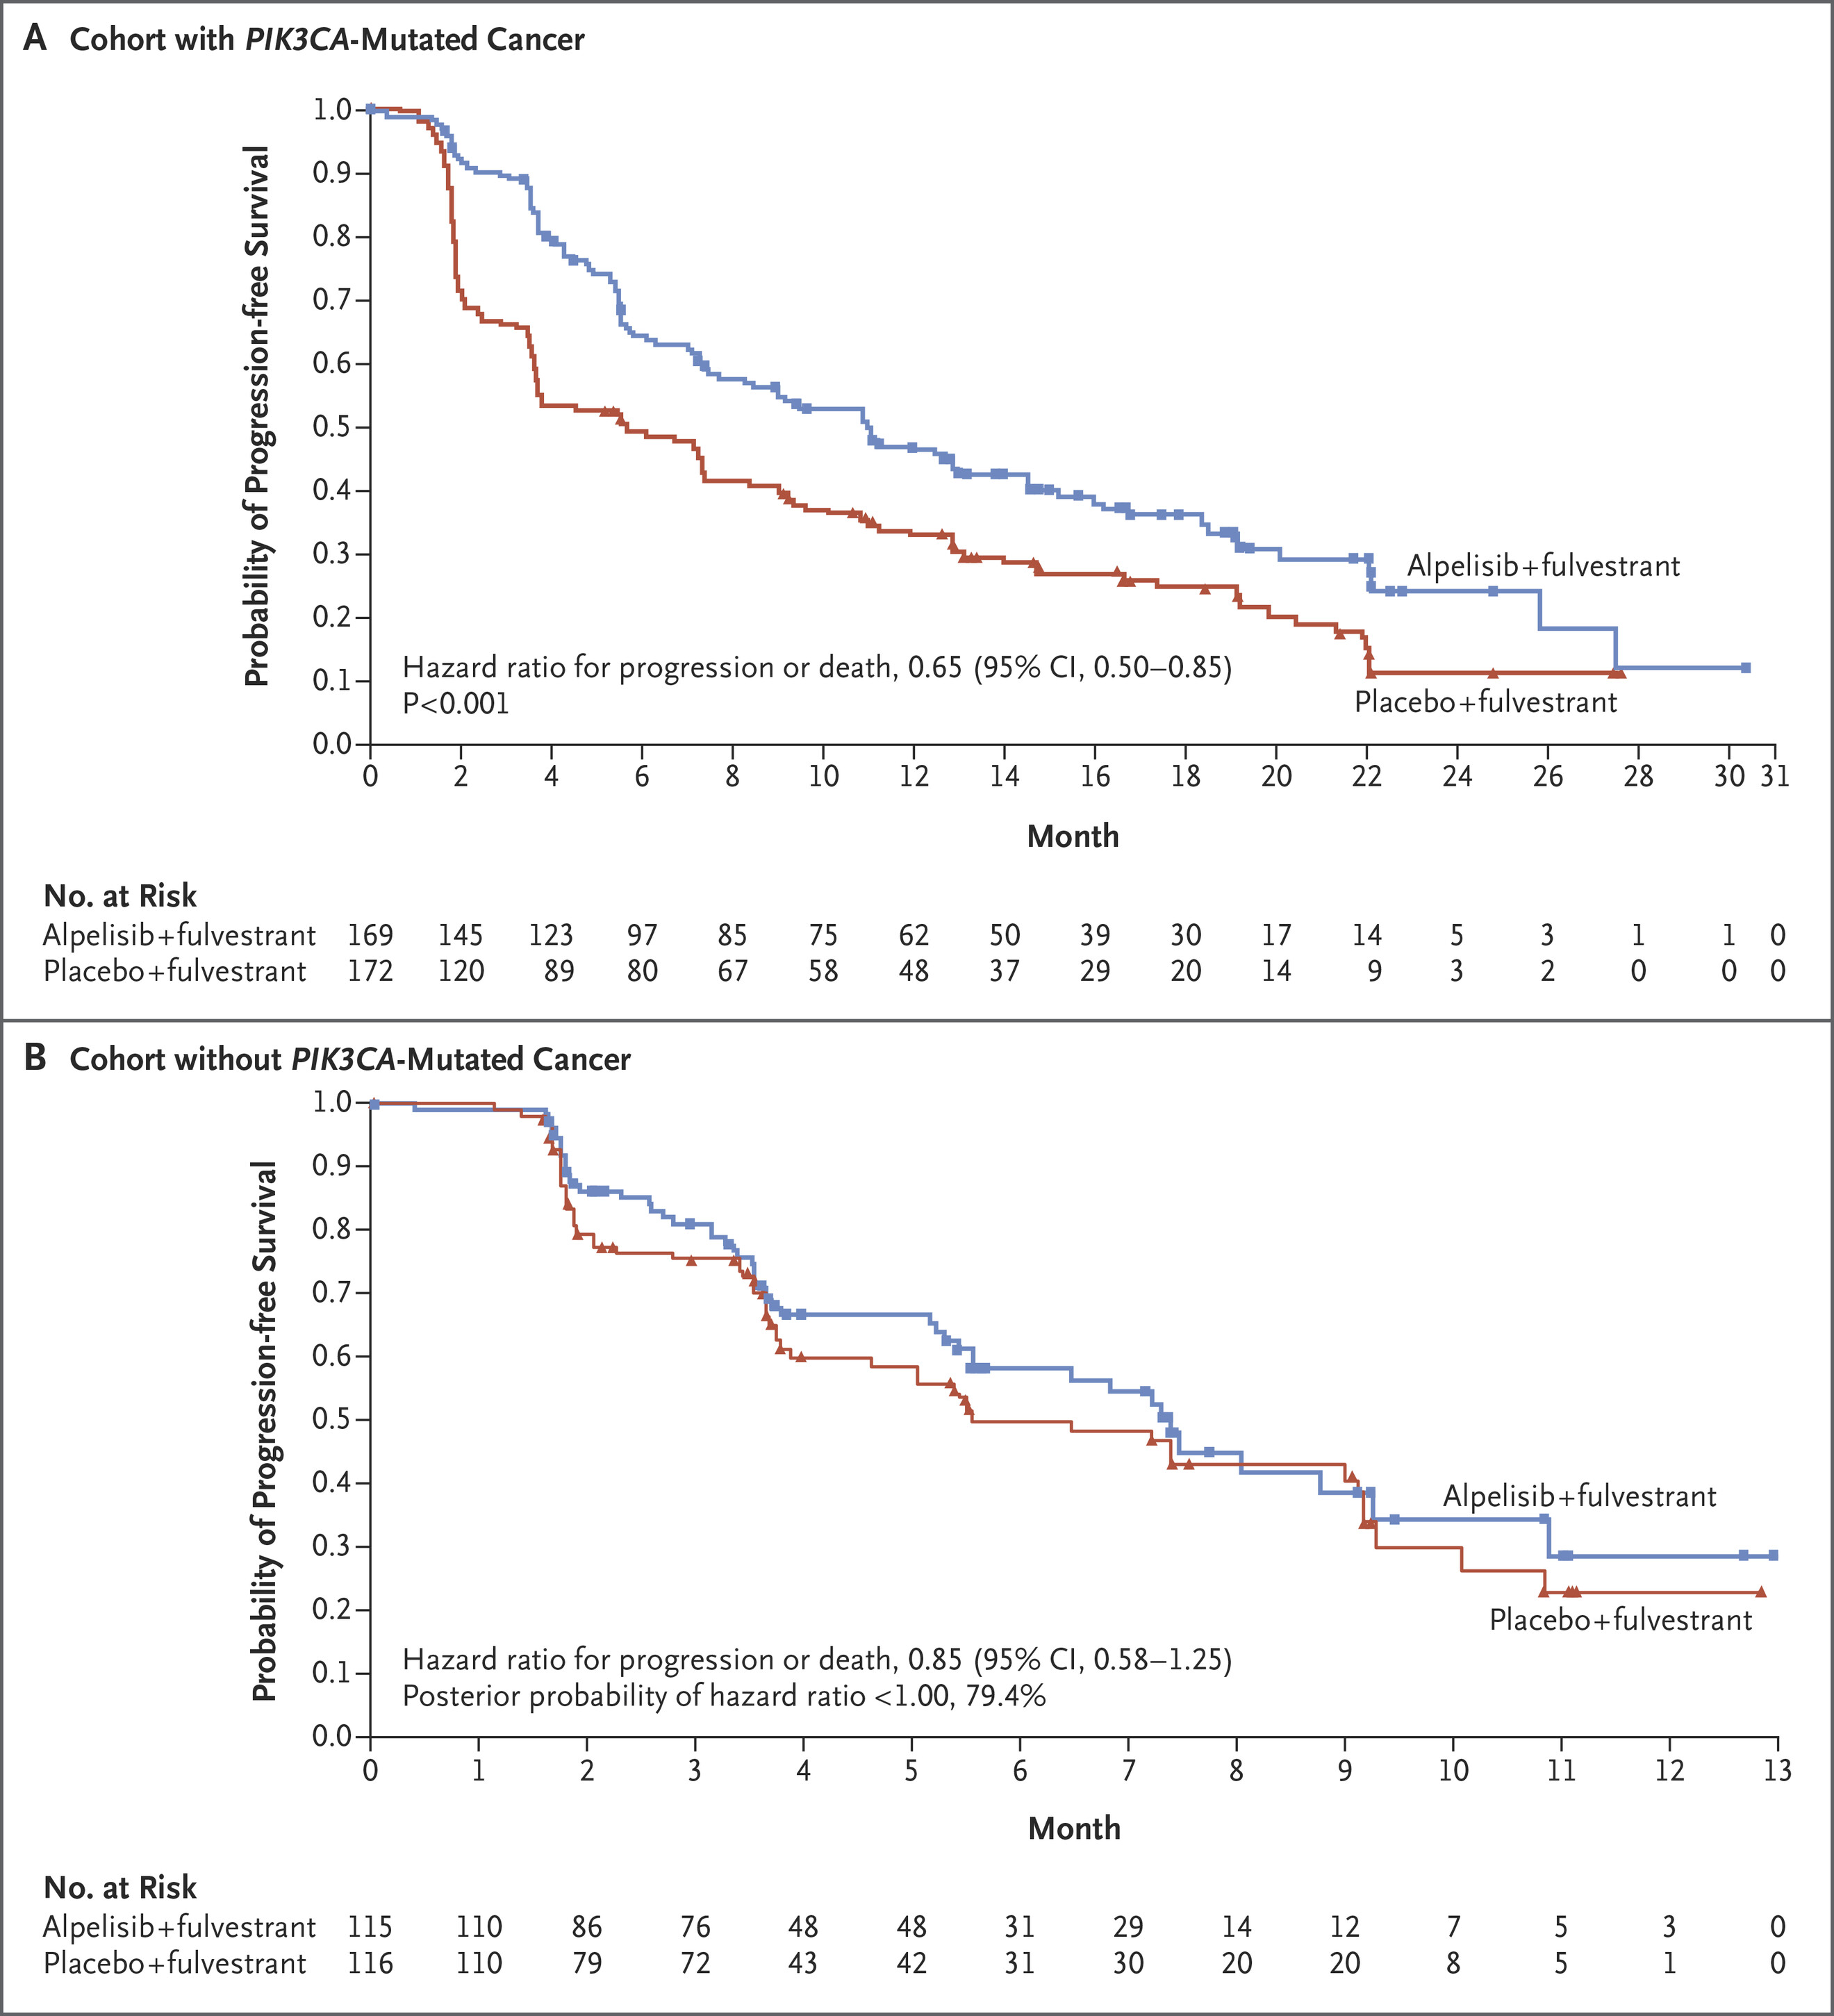 A Cohort with PIK3CA-Mutated Cancer
Probability of Progression-free Survival
1.0
0.9
0.8
0.7
0.6
0.5
0.4
0.3
0.2
0.1
0.0
Alpelisib+fulvestrant
Placebo+fulvestrant
Hazard ratio for progression or death, 0.65 (95% CI, 0.50–0.85)
P<0.001
0 2 4 6 8 10 12 14 16 18 20 22 24 26 28 30 31
Month
No. at Risk
Alpelisib+fulvestrant 169 145 123 97 85 75 62 50 39 30 17 14 5 3 1 1 0
Placebo+fulvestrant 172 120 89 80 67 58 48 37 29 20 14 9 3 2 0 0 0
B Cohort without PIK3CA-Mutated Cancer
Probability of Progression-free Survival
1.0
0.9
0.8
0.7
0.6
0.5
0.4
0.3
0.2
0.1
0.0
Alpelisib+fulvestrant
Placebo+fulvestrant
Hazard ratio for progression or death, 0.85 (95% CI, 0.58–1.25)
Posterior probability of hazard ratio <1.00, 79.4%
0 1 2 3 4 5 6 7 8 9 10 11 12 13
Month
No. at Risk
Alpelisib+fulvestrant 115 110 86 76 48 48 31 29 14 12 7 5 3 0
Placebo+fulvestrant 116 110 79 72 43 42 31 30 20 20 8 5 1 0